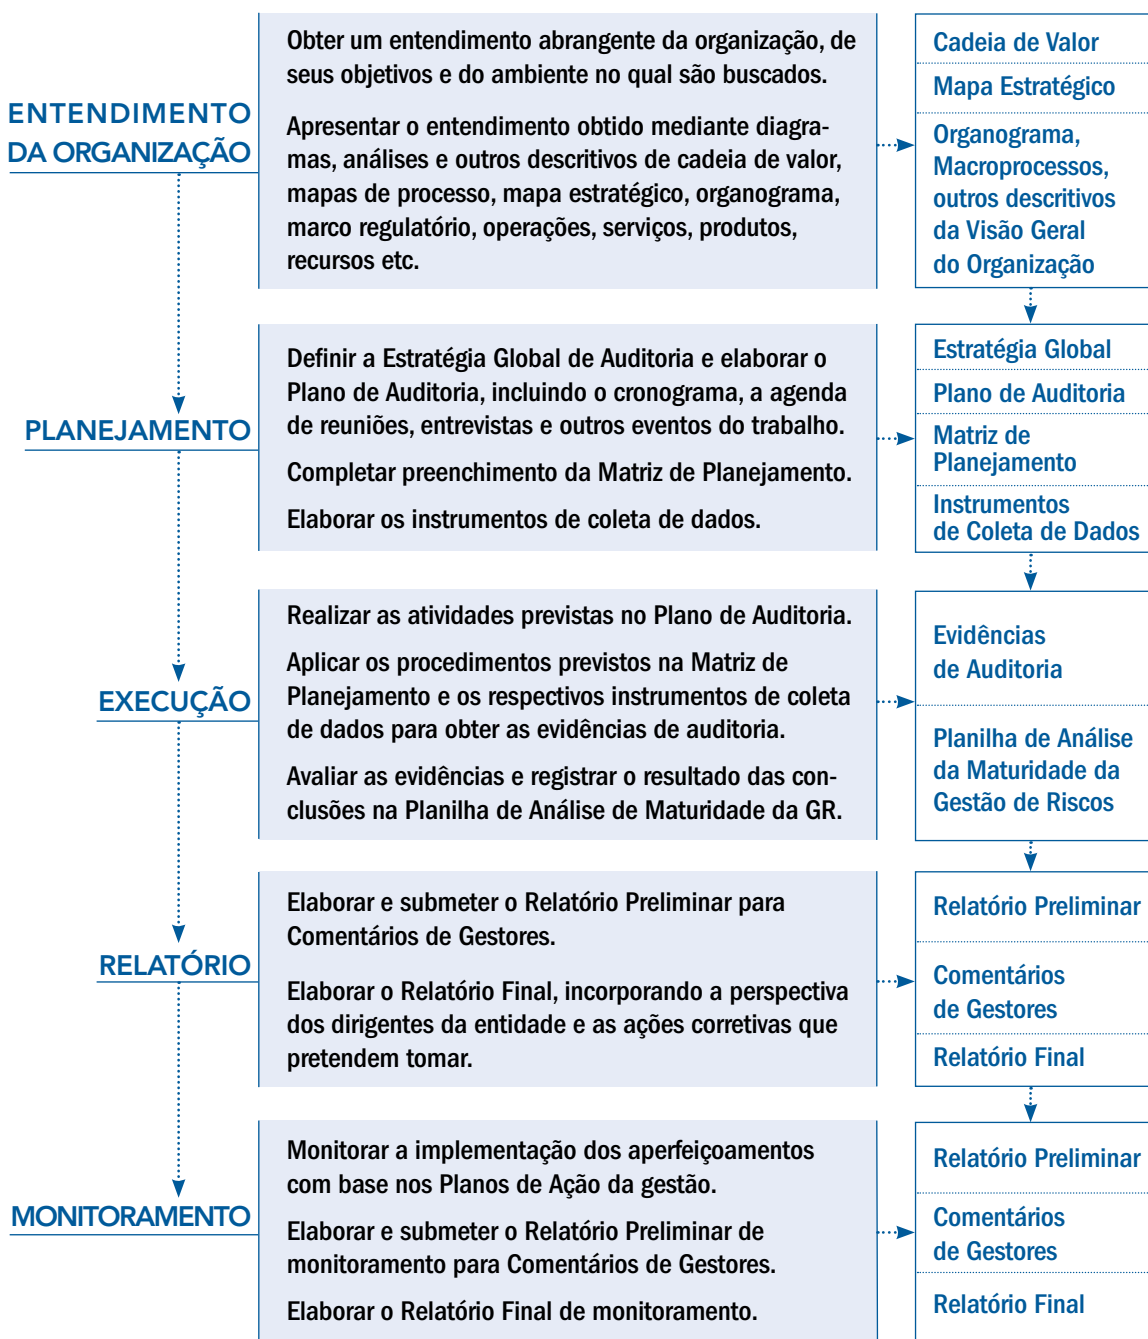 ENTENDIMENTO
DA ORGANIZAÇÃO
Obter um entendimento abrangente da organização, de
seus objetivos e do ambiente no qual são buscados.
Apresentar o entendimento obtido mediante diagra-
mas, análises e outros descritivos de cadeia de valor,
mapas de processo, mapa estratégico, organograma,
marco regulatório, operações, serviços, produtos,
recursos etc.
Cadeia de Valor
Mapa Estratégico
Organograma,
Macroprocessos,
outros descritivos
da Visão Geral
do Organização
PLANEJAMENTO
Definir a Estratégia Global de Auditoria e elaborar o
Plano de Auditoria, incluindo o cronograma, a agenda
de reuniões, entrevistas e outros eventos do trabalho.
Completar preenchimento da Matriz de Planejamento.
Elaborar os instrumentos de coleta de dados.
Estratégia Global
Plano de Auditoria
Matriz de
Planejamento
Instrumentos
de Coleta de Dados
EXECUÇÃO
Realizar as atividades previstas no Plano de Auditoria.
Aplicar os procedimentos previstos na Matriz de
Planejamento e os respectivos instrumentos de coleta
de dados para obter as evidências de auditoria.
Avaliar as evidências e registrar o resultado das con-
clusões na Planilha de Análise de Maturidade da GR.
Evidências
de Auditoria
Planilha de Análise
da Maturidade da
Gestão de Riscos
RELATÓRIO
Elaborar e submeter o Relatório Preliminar para
Comentários de Gestores.
Elaborar o Relatório Final, incorporando a perspectiva
dos dirigentes da entidade e as ações corretivas que
pretendem tomar.
Relatório Preliminar
Comentários
de Gestores
Relatório Final
MONITORAMENTO
Monitorar a implementação dos aperfeiçoamentos
com base nos Planos de Ação da gestão.
Elaborar e submeter o Relatório Preliminar de
monitoramento para Comentários de Gestores.
Elaborar o Relatório Final de monitoramento.
Relatório Preliminar
Comentários
de Gestores
Relatório Final